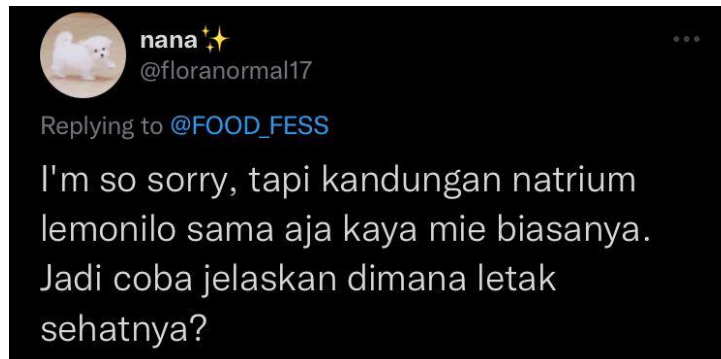 nana✨
@floranormal17
Replying to @FOOD_FESS
I'm so sorry, tapi kandungan natrium
lemonilo sama aja kaya mie biasanya.
Jadi coba jelaskan dimana letak
sehatnya?